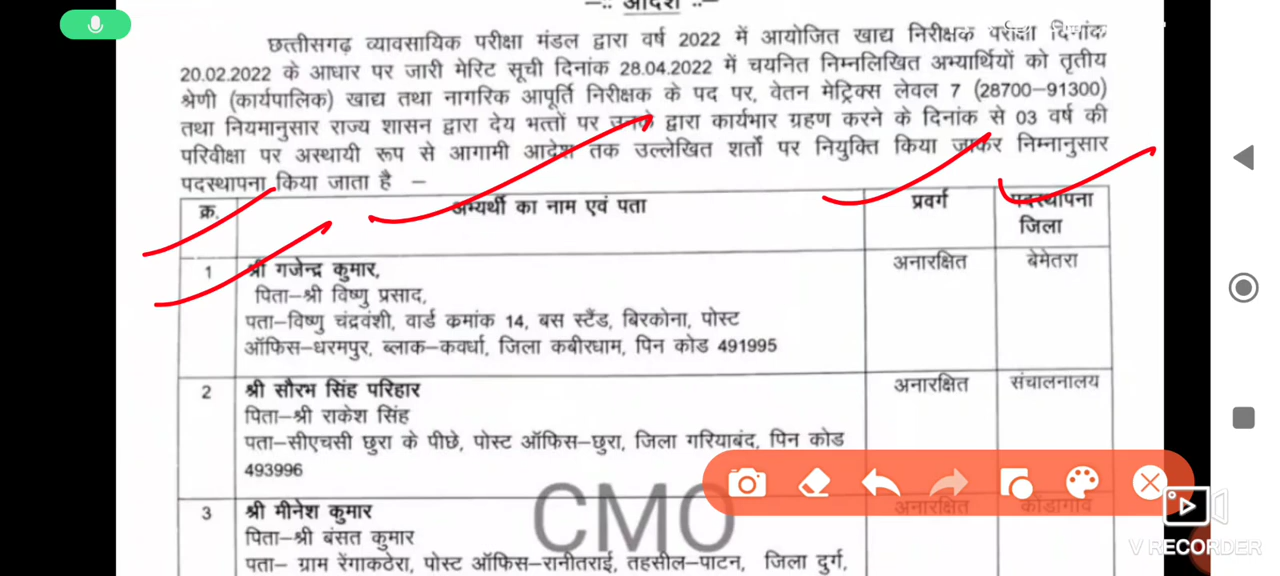 —:: आदेश ::—
छत्तीसगढ़ व्यावसायिक परीक्षा मंडल द्वारा वर्ष 2022 में आयोजित खाद्य निरीक्षक परीक्षा दिनांक
20.02.2022 के आधार पर जारी मेरिट सूची दिनांक 28.04.2022 में चयनित निम्नलिखित अभ्यार्थियों को तृतीय
श्रेणी (कार्यपालिक) खाद्य तथा नागरिक आपूर्ति निरीक्षक के पद पर, वेतन मेट्रिक्स लेवल 7 (28700–91300)
तथा नियमानुसार राज्य शासन द्वारा देय भत्तों पर उनके द्वारा कार्यभार ग्रहण करने के दिनांक से 03 वर्ष की
परिवीक्षा पर अस्थायी रूप से आगामी आदेश तक उल्लेखित शर्तो पर नियुक्ति किया जाकर निम्नानुसार
पदस्थापना किया जाता है —
क्र. अभ्यर्थी का नाम एवं पता प्रवर्ग पदस्थापना
जिला
1 श्री गजेन्द्र कुमार, अनारक्षित बेमेतरा
पिता–श्री विष्णु प्रसाद,
पता–विष्णु चंद्रवंशी, वार्ड कमांक 14, बस स्टैंड, बिरकोना, पोस्ट
ऑफिस–धरमपुर, ब्लाक–कवर्धा, जिला कबीरधाम, पिन कोड 491995
2 श्री सौरभ सिंह परिहार अनारक्षित संचालनालय
पिता–श्री राकेश सिंह
पता–सीएचसी छुरा के पीछे, पोस्ट ऑफिस–छुरा, जिला गरियाबंद, पिन कोड
493996
3 श्री मीनेश कुमार अनारक्षित कोंडागांव
पिता–श्री बंसत कुमार
पता– ग्राम रेंगाकठेरा, पोस्ट ऑफिस–रानीतराई, तहसील–पाटन, जिला दुर्ग,
CMO
V RECORDER